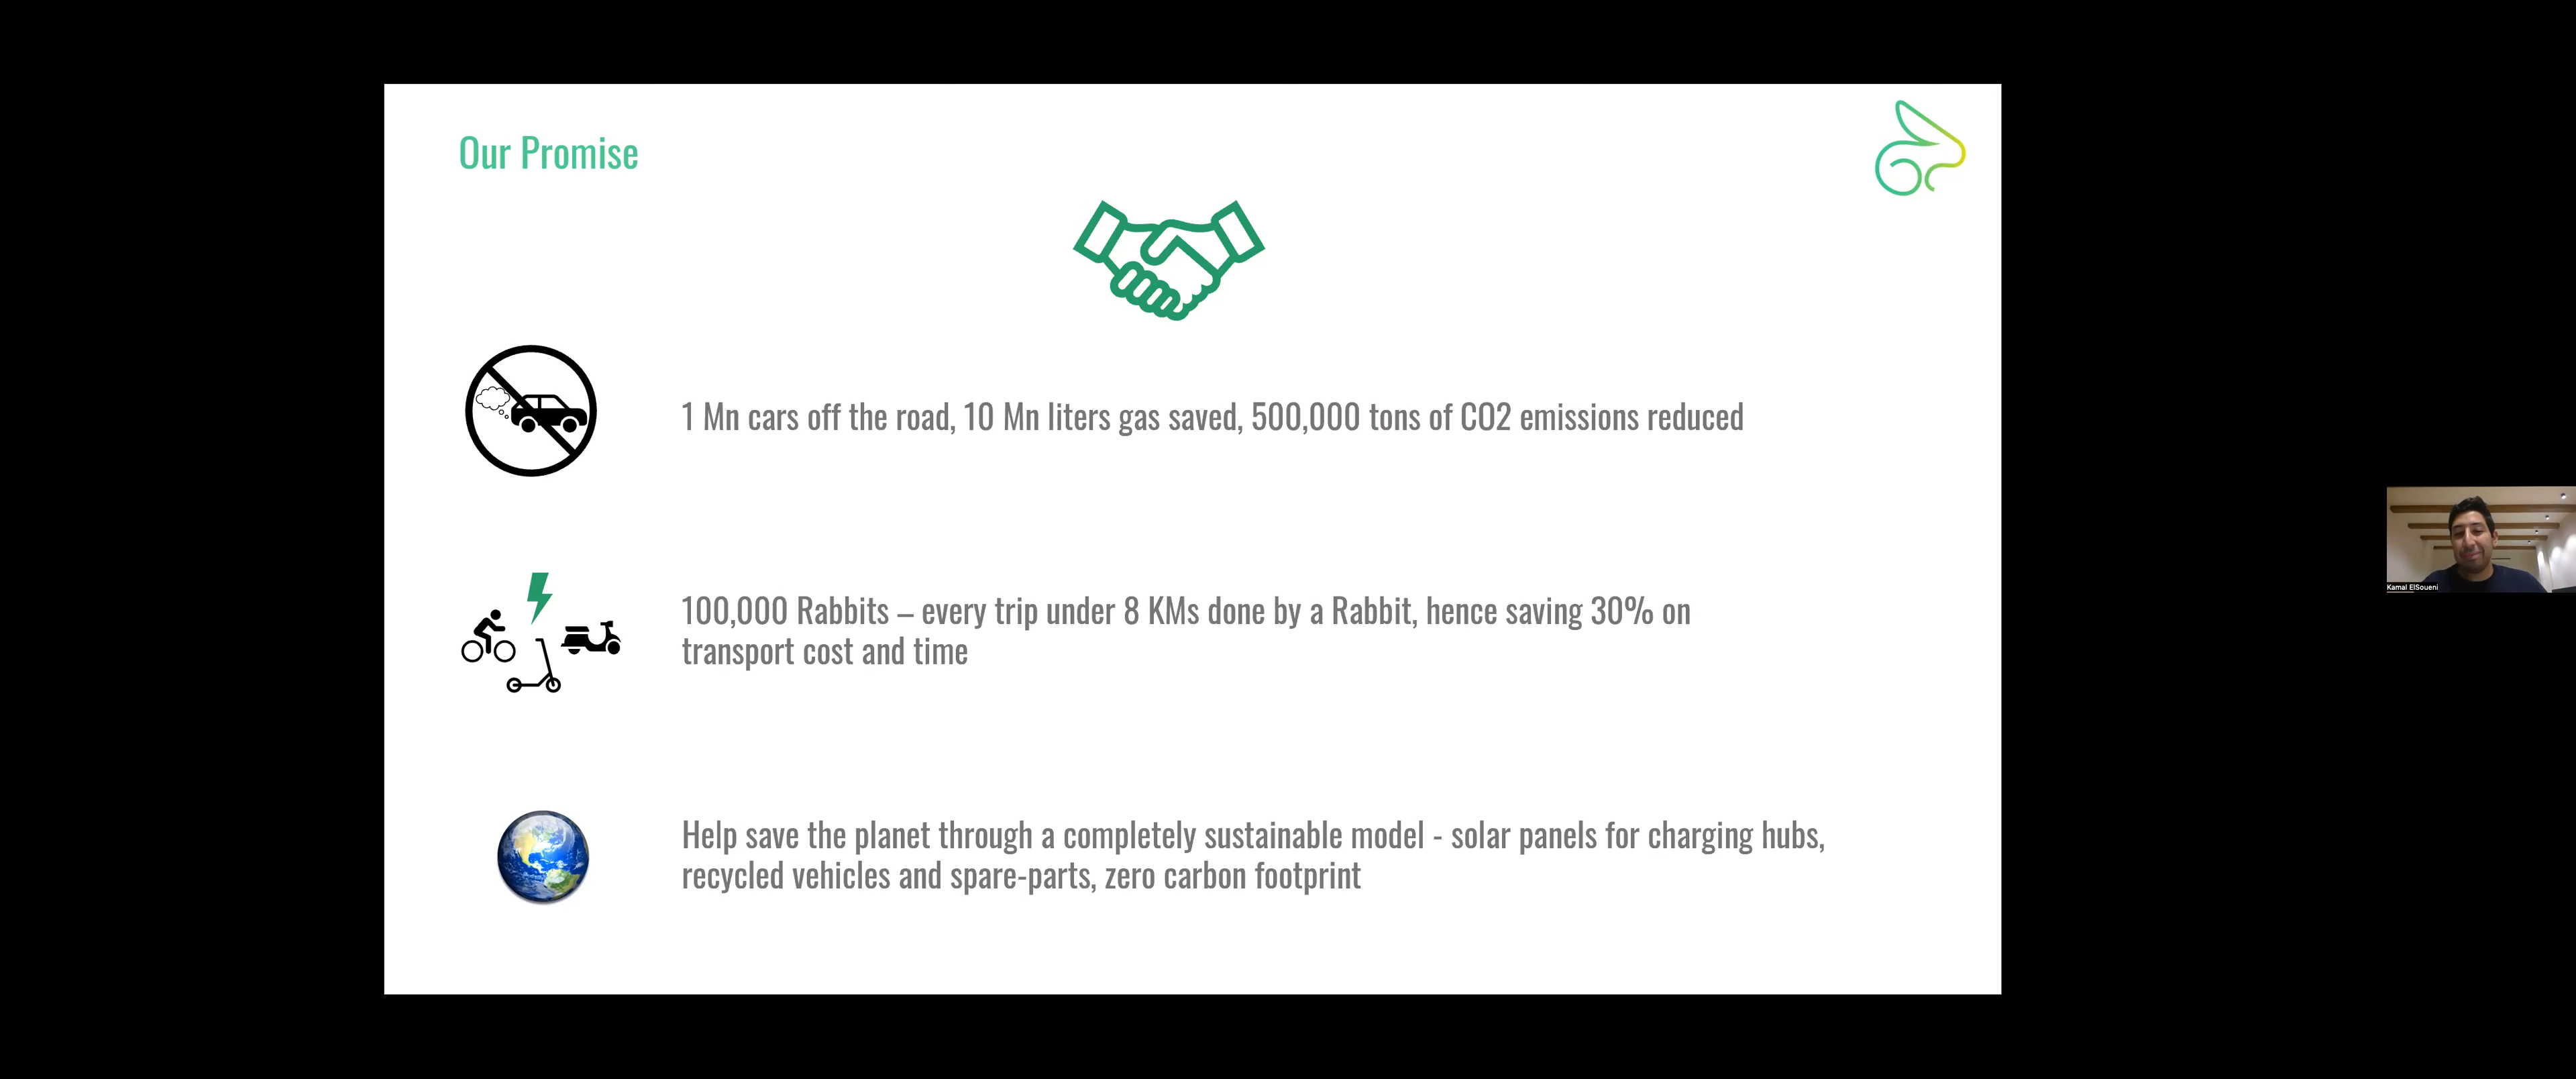 Our Promise
1 Mn cars off the road, 10 Mn liters gas saved, 500,000 tons of CO2 emissions reduced
100,000 Rabbits – every trip under 8 KMs done by a Rabbit, hence saving 30% on
transport cost and time
Help save the planet through a completely sustainable model - solar panels for charging hubs,
recycled vehicles and spare-parts, zero carbon footprint
Kamal ElSoueni